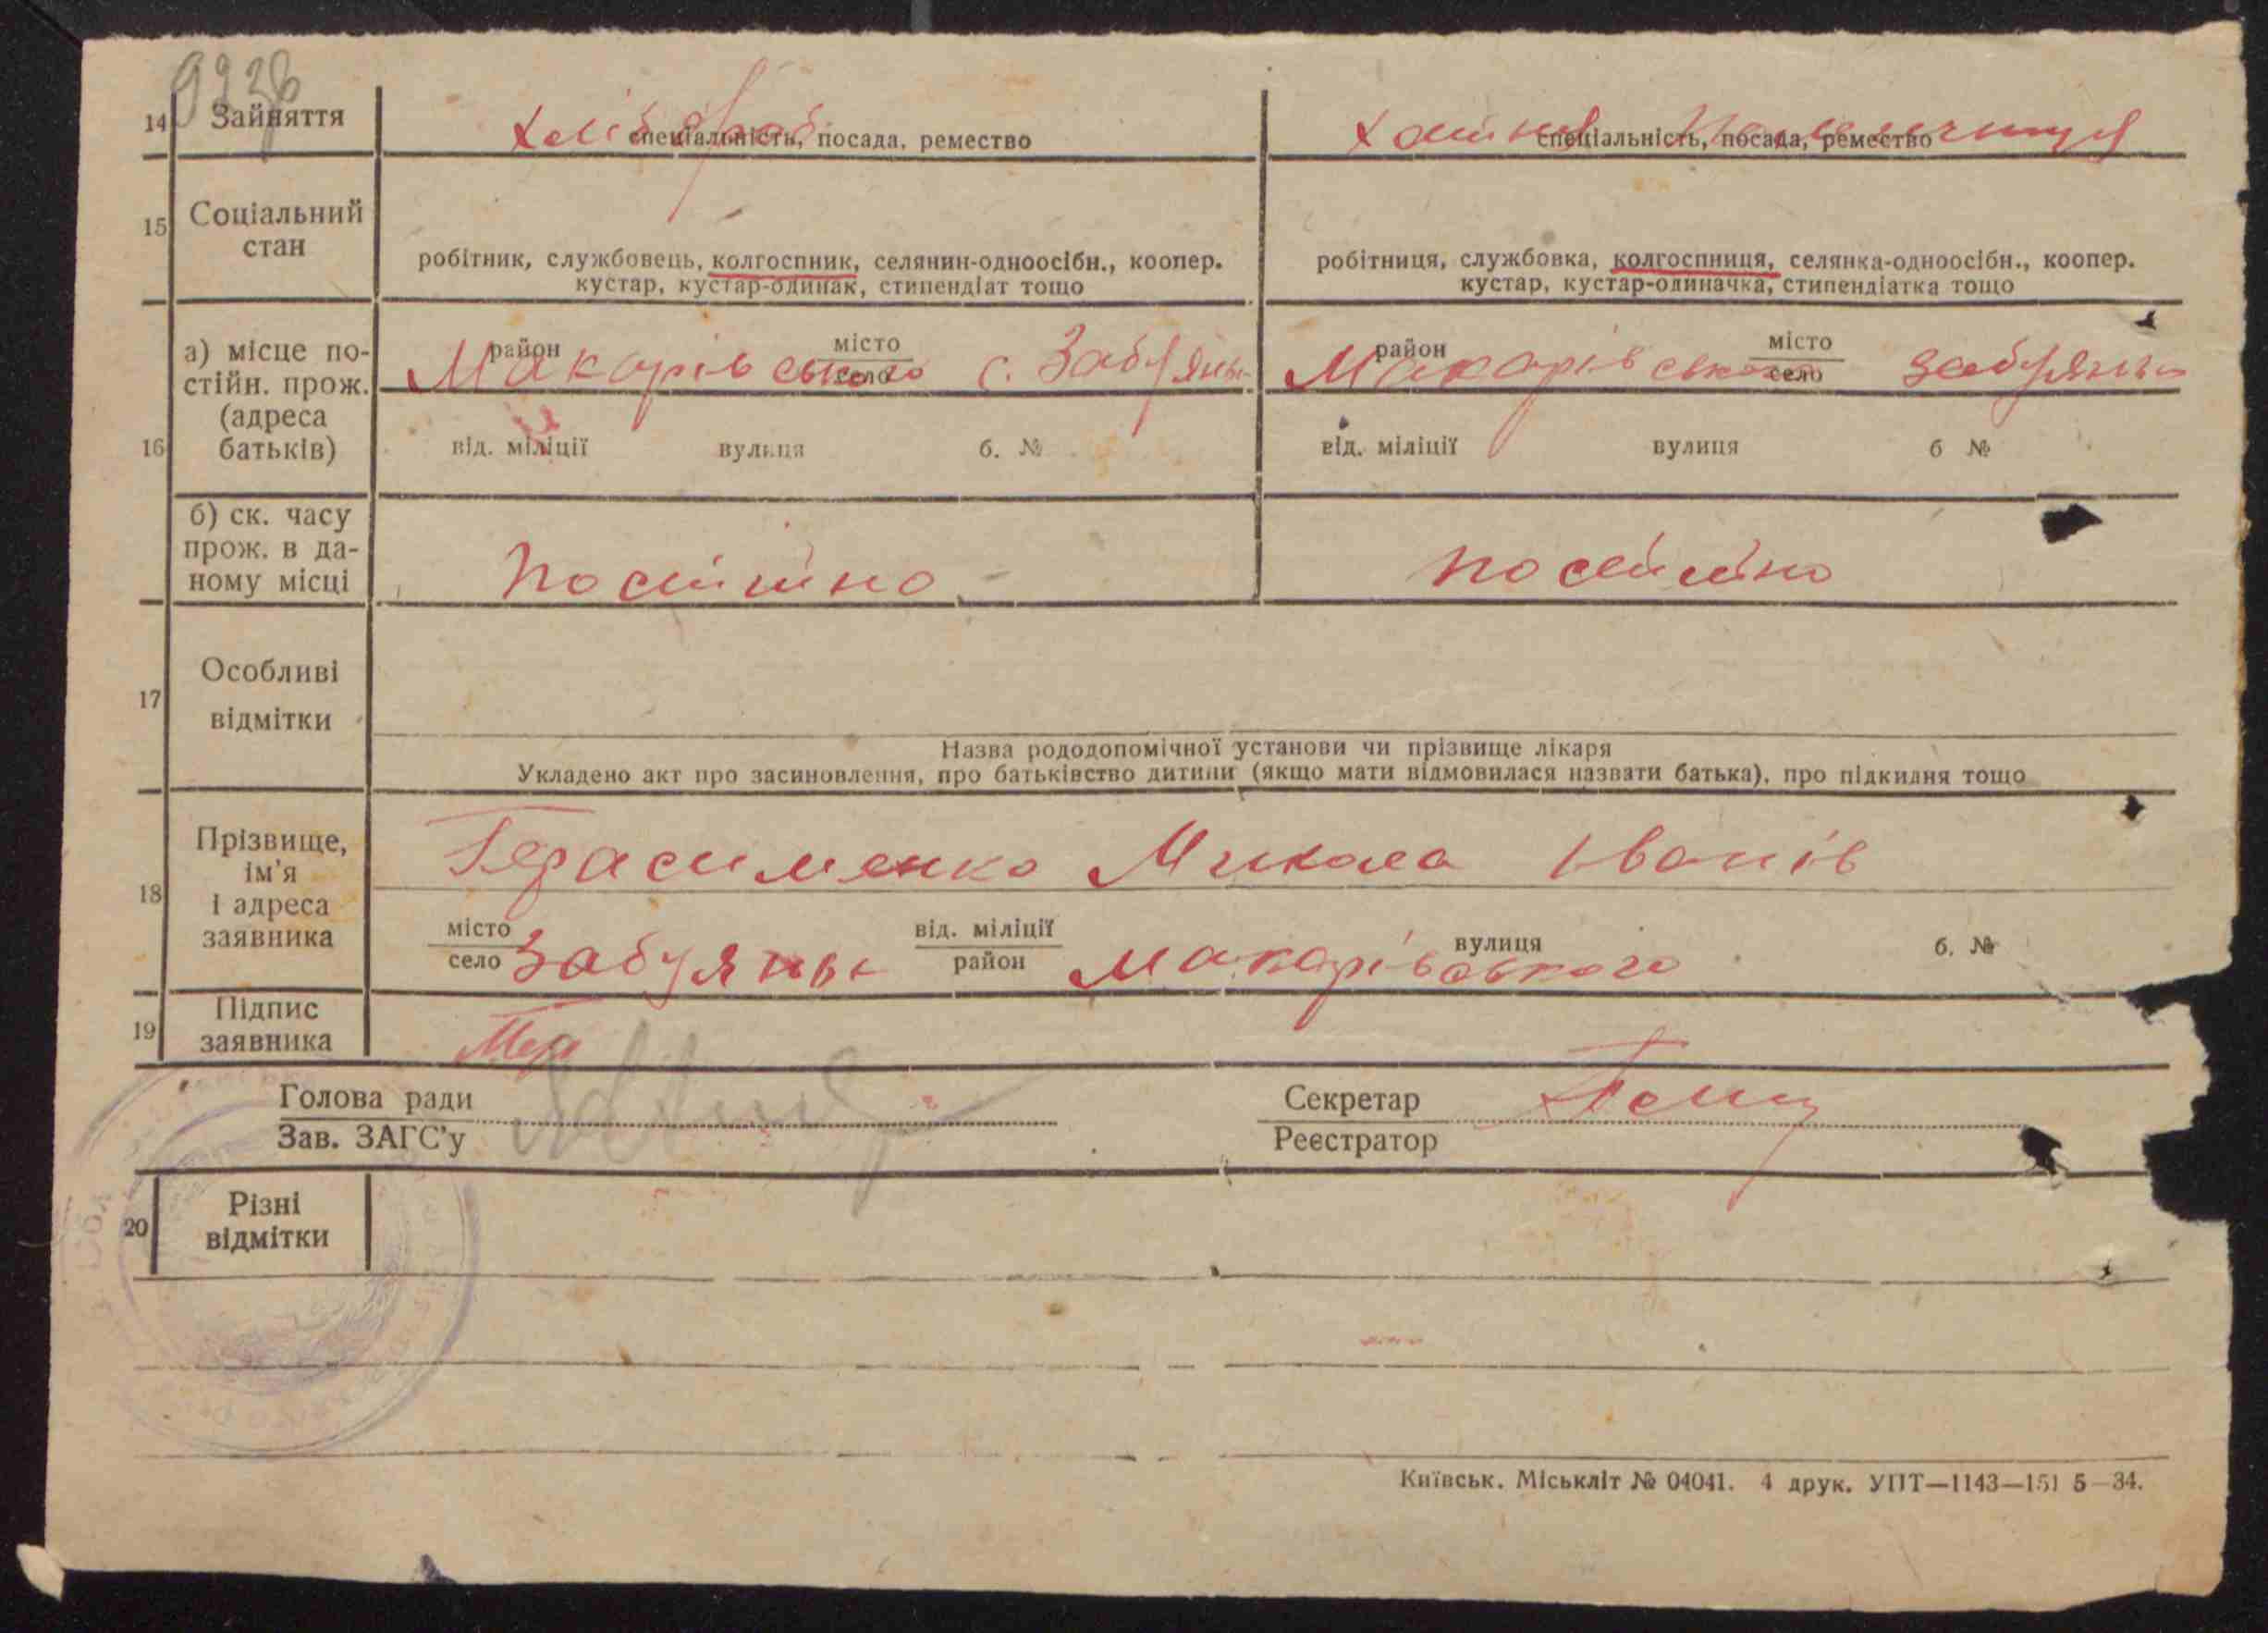 14 Зайняття Хлібороб спеціальність, посада, ремество Хатня спеціальність, посада, ремество
15 Соціальний стан
робітник, службовець, колгоспник, селянин-одноосібн., коопер. кустар, кустар-одинак, стипендіат тощо
робітниця, службовка, колгоспниця, селянка-одноосібн., коопер. кустар, кустар-одиначка, стипендіатка тощо
16 а) місце постійн. прож. (адреса батьків)
район Макарівського місто село с. Забуяння
від. міліції вулиця б. №
район Макарівського місто село Забуяння
від. міліції вулиця б №
б) ск. часу прож. в даному місці
постійно
постійно
17 Особливі відмітки
Назва рододопомічної установи чи прізвище лікаря
Укладено акт про засиновлення, про батьківство дитини (якщо мати відмовилася назвати батька), про підкидня тощо
18 Прізвище, ім'я і адреса заявника
Герасименко Микола Іванів
місто село Забуяння від. міліції район Макарівського вулиця б. №
19 Підпис заявника
Голова ради
Зав. ЗАГС'у
Секретар
Реєстратор
20 Різні відмітки
Київськ. Міськліт № 04041. 4 друк. УПТ—1143—151 5—34.